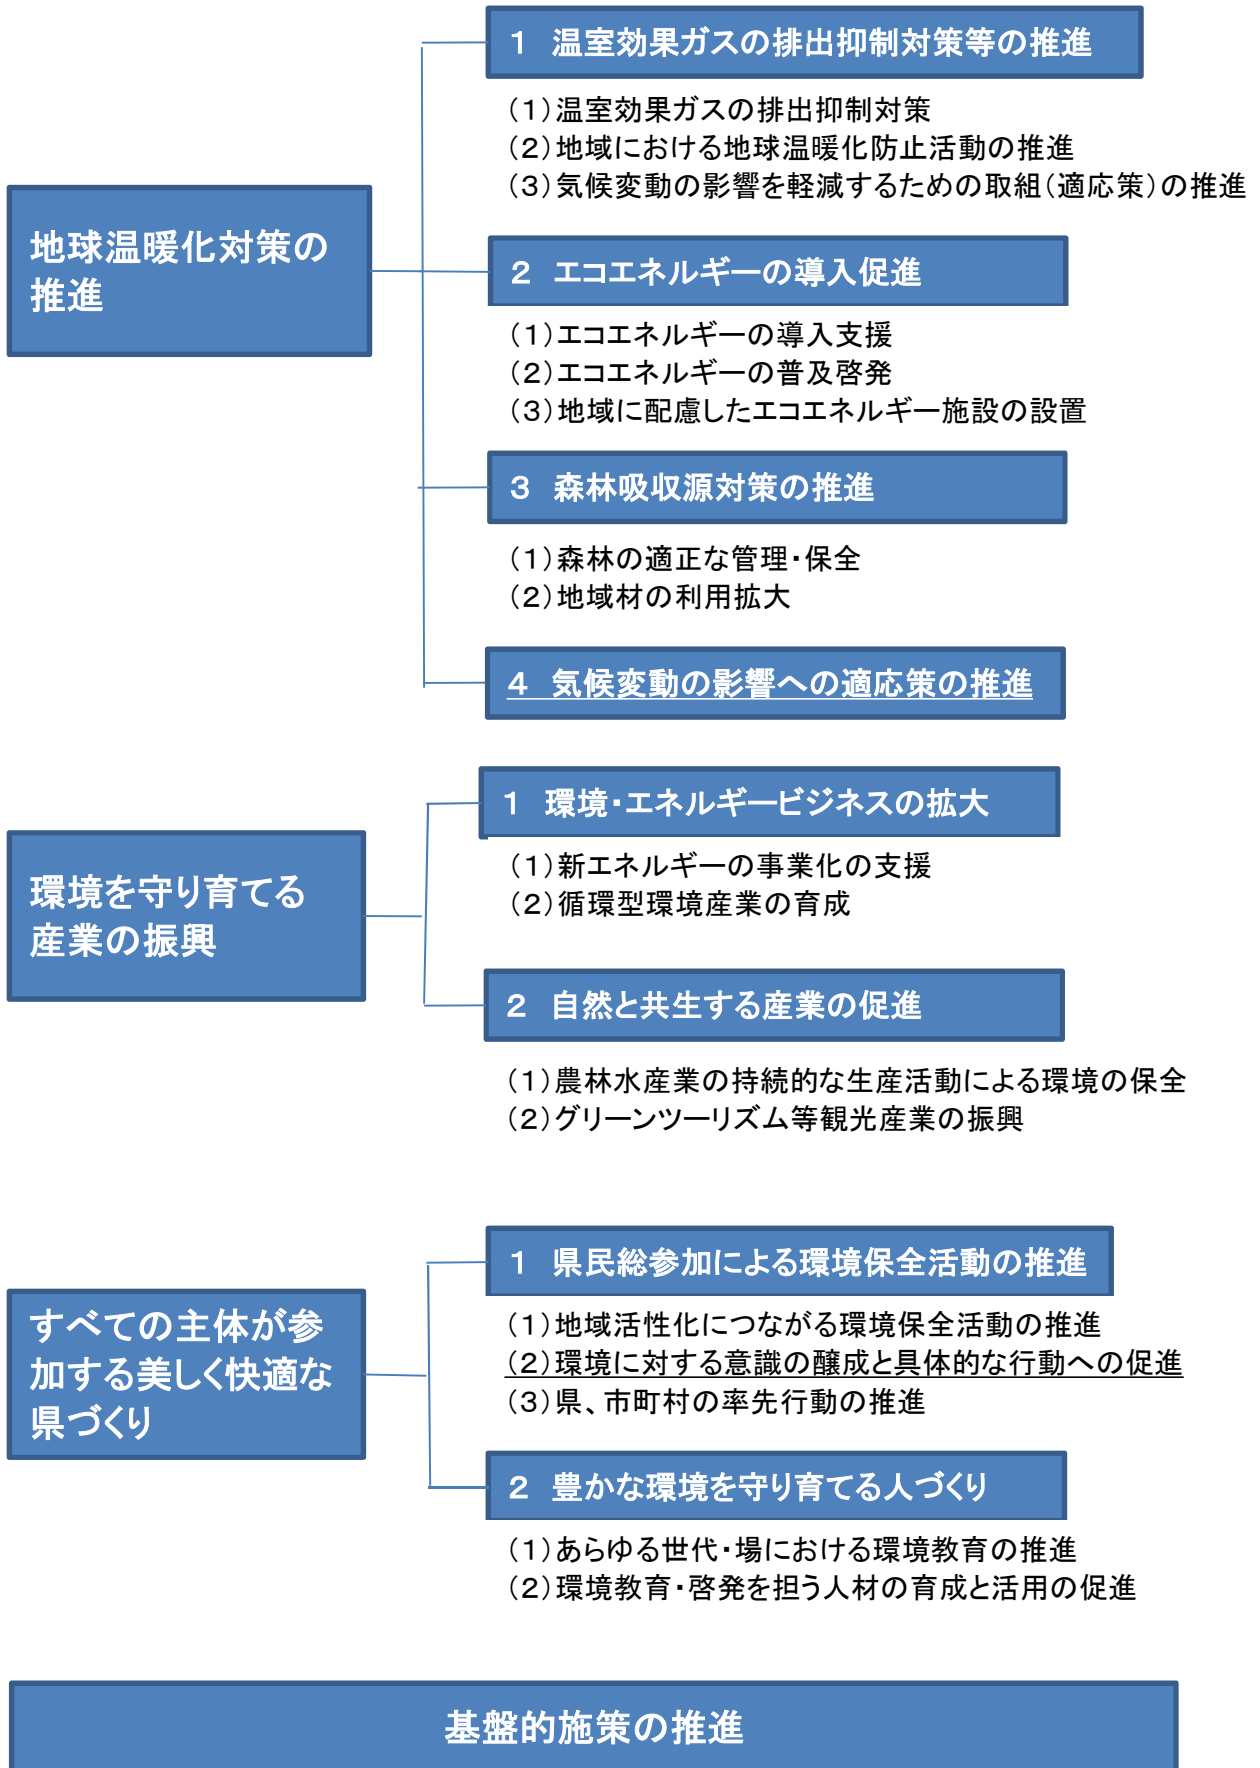 1　温室効果ガスの排出抑制対策等の推進
（1）温室効果ガスの排出抑制対策
（2）地域における地球温暖化防止活動の推進
（3）気候変動の影響を軽減するための取組（適応策）の推進
地球温暖化対策の
推進
2　エコエネルギーの導入促進
（1）エコエネルギーの導入支援
（2）エコエネルギーの普及啓発
（3）地域に配慮したエコエネルギー施設の設置
3　森林吸収源対策の推進
（1）森林の適正な管理・保全
（2）地域材の利用拡大
4　気候変動の影響への適応策の推進
1　環境・エネルギービジネスの拡大
（1）新エネルギーの事業化の支援
（2）循環型環境産業の育成
環境を守り育てる
産業の振興
2　自然と共生する産業の促進
（1）農林水産業の持続的な生産活動による環境の保全
（2）グリーンツーリズム等観光産業の振興
1　県民総参加による環境保全活動の推進
（1）地域活性化につながる環境保全活動の推進
（2）環境に対する意識の醸成と具体的な行動への促進
（3）県、市町村の率先行動の推進
すべての主体が参
加する美しく快適な
県づくり
2　豊かな環境を守り育てる人づくり
（1）あらゆる世代・場における環境教育の推進
（2）環境教育・啓発を担う人材の育成と活用の促進
基盤的施策の推進